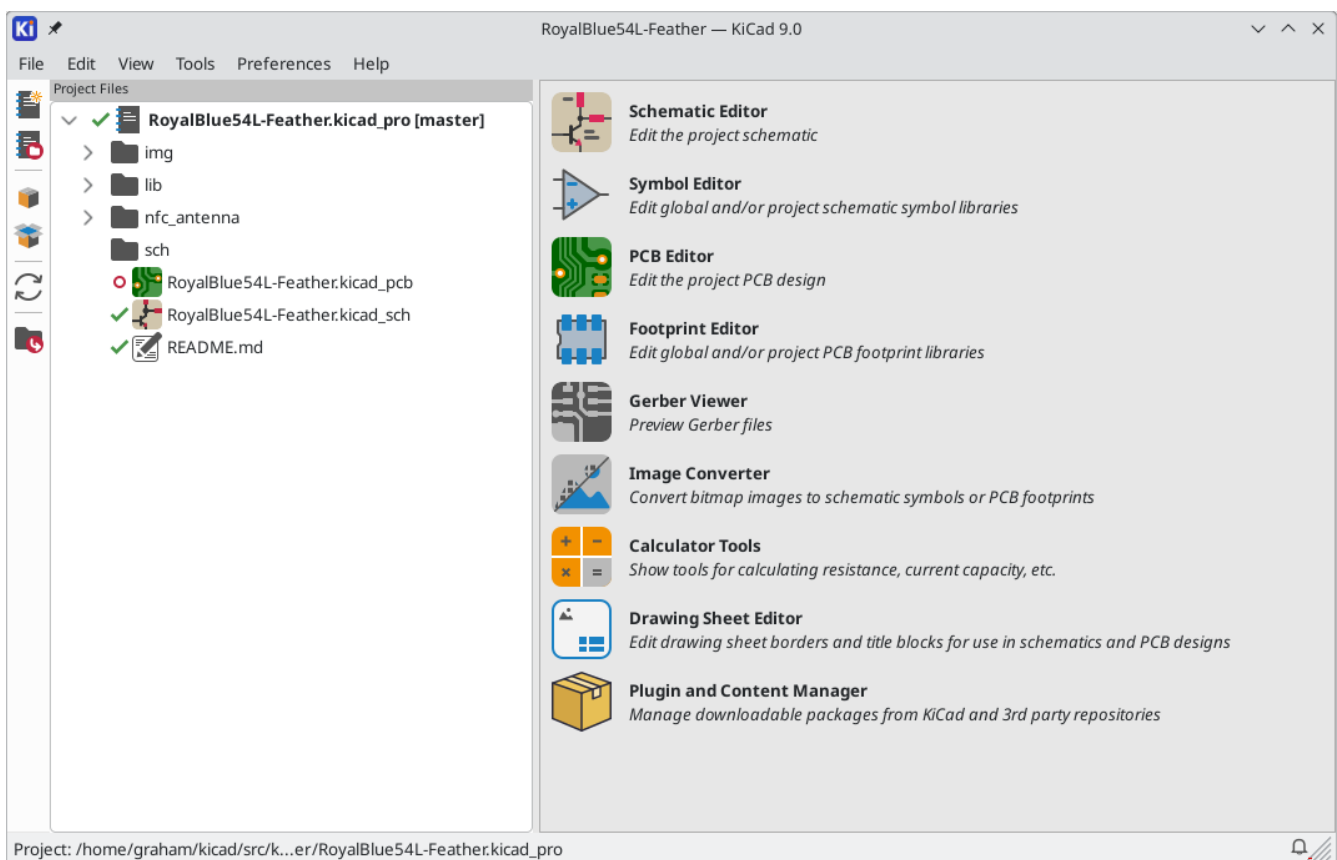 Ki
RoyalBlue54L-Feather — KiCad 9.0
File Edit View Tools Preferences Help
Project Files
RoyalBlue54L-Feather.kicad_pro [master]
img
lib
nfc_antenna
sch
RoyalBlue54L-Feather.kicad_pcb
RoyalBlue54L-Feather.kicad_sch
README.md
Schematic Editor
Edit the project schematic
Symbol Editor
Edit global and/or project schematic symbol libraries
PCB Editor
Edit the project PCB design
Footprint Editor
Edit global and/or project PCB footprint libraries
Gerber Viewer
Preview Gerber files
Image Converter
Convert bitmap images to schematic symbols or PCB footprints
Calculator Tools
Show tools for calculating resistance, current capacity, etc.
Drawing Sheet Editor
Edit drawing sheet borders and title blocks for use in schematics and PCB designs
Plugin and Content Manager
Manage downloadable packages from KiCad and 3rd party repositories
Project: /home/graham/kicad/src/k...er/RoyalBlue54L-Feather.kicad_pro